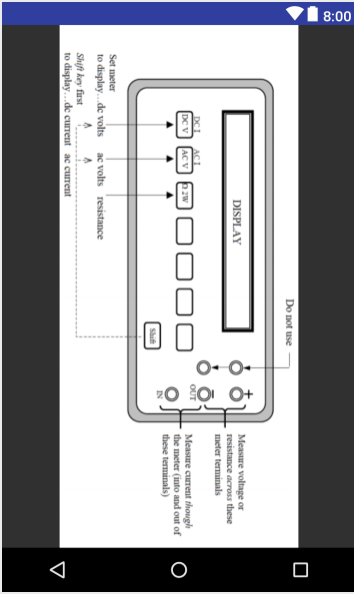 8:00
DISPLAY
DC I
AC I
DC V
AC V
Ω 2W
Shift
Set meter
to display...dc volts    ac volts    resistance
Shift key first
to display...dc current    ac current
Do not use
+
−
OUT
IN
Measure voltage or
resistance across these
meter terminals
Measure current though
the meter (into and out of
these terminals)